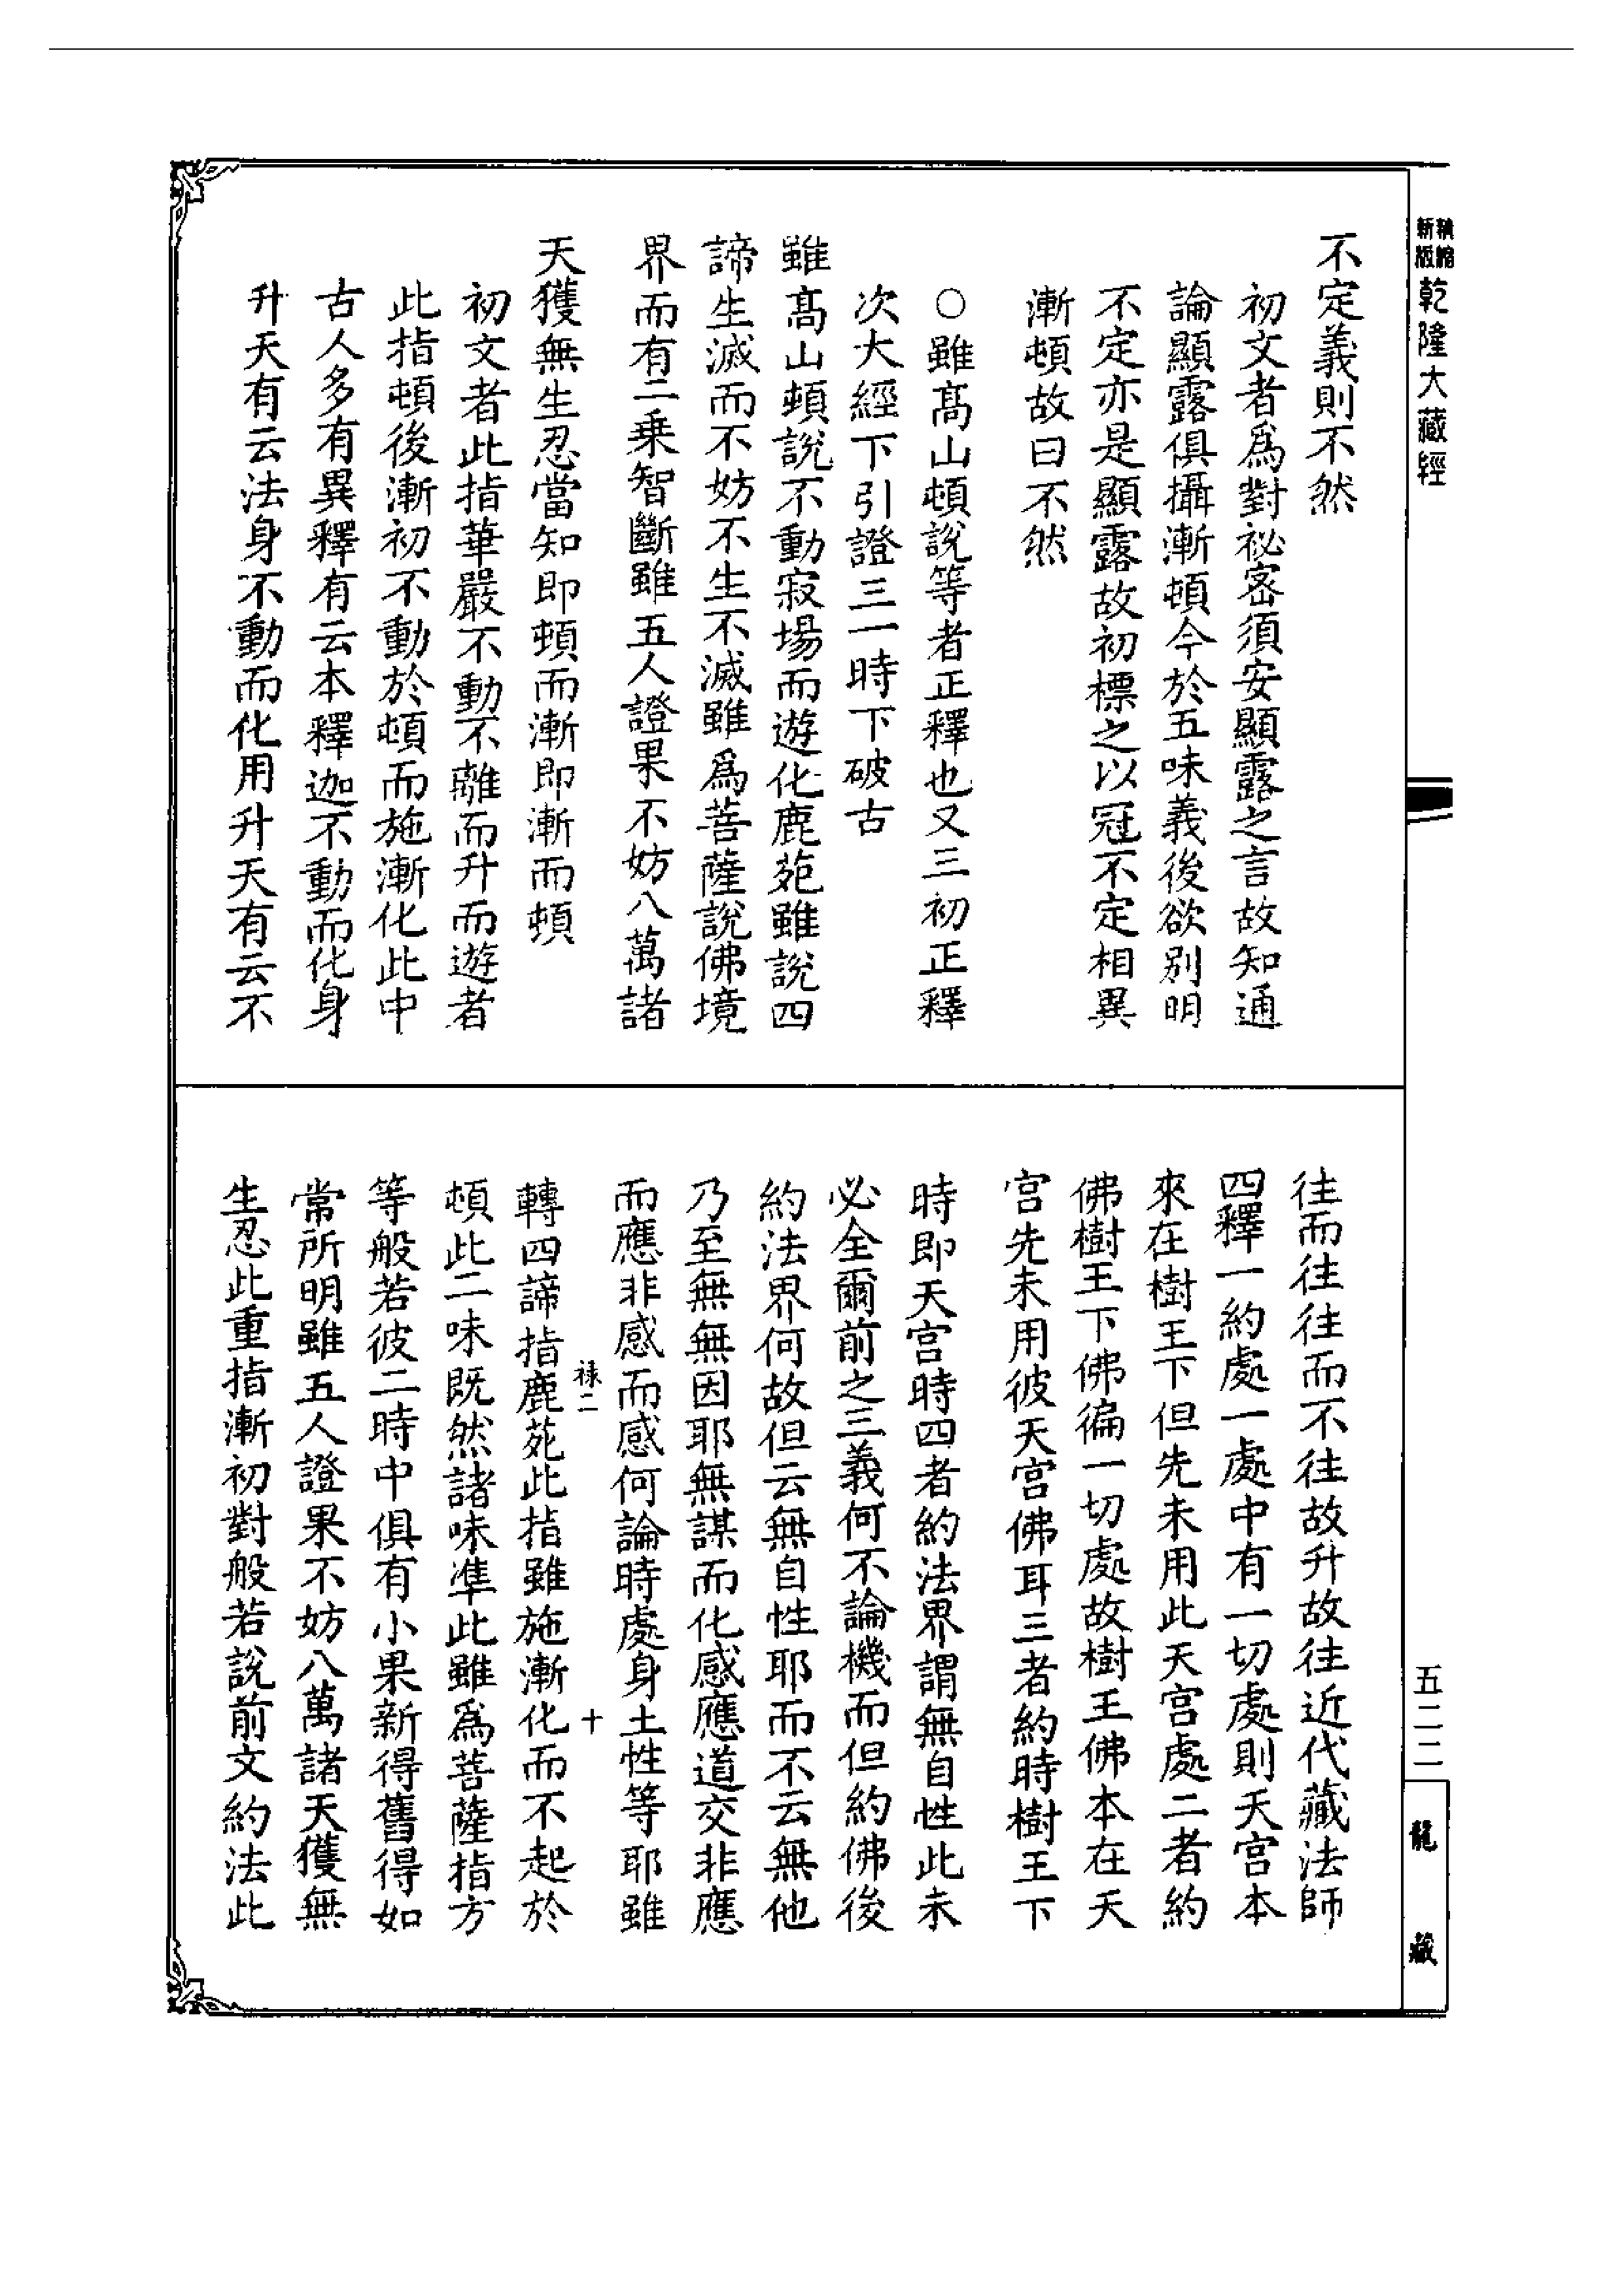 新版精縮
乾隆大藏經
不定義則不然
初文者爲對祕密須安顯露之言故知通
論顯露俱攝漸頓今於五味義後欲別明
不定亦是顯露故初標之以冠不定相異
漸頓故曰不然
○雖髙山頓說等者正釋也又三初正釋
次大經下引證三一時下破古
雖髙山頓說不動寂場而遊化鹿苑雖說四
諦生滅而不妨不生不滅雖爲菩薩說佛境
界而有二乗智斷雖五人證果不妨八萬諸
天獲無生忍當知即頓而漸即漸而頓
初文者此指華嚴不動不離而升而遊者
此指頓後漸初不動於頓而施漸化此中
古人多有異釋有云本釋迦不動而化身
升天有云法身不動而化用升天有云不
往而往往而不往故升故往近代藏法師
四釋一約處一處中有一切處則天宮本
來在樹王下但先未用此天宮處二者約
佛樹王下佛徧一切處故樹王佛本在天
宮先未用彼天宮佛耳三者約時樹王下
時即天宮時四者約法界謂無自性此未
必全爾前之三義何不論機而但約佛後
約法界何故但云無自性耶而不云無他
乃至無無因耶無謀而化感應道交非應
而應非感而感何論時處身土性等耶雖
祿二
十
轉四諦指鹿苑此指雖施漸化而不起於
頓此二味既然諸味準此雖爲菩薩指方
等般若彼二時中俱有小果新得舊得如
常所明雖五人證果不妨八萬諸天獲無
生忍此重指漸初對般若說前文約法此
五二二
龍藏